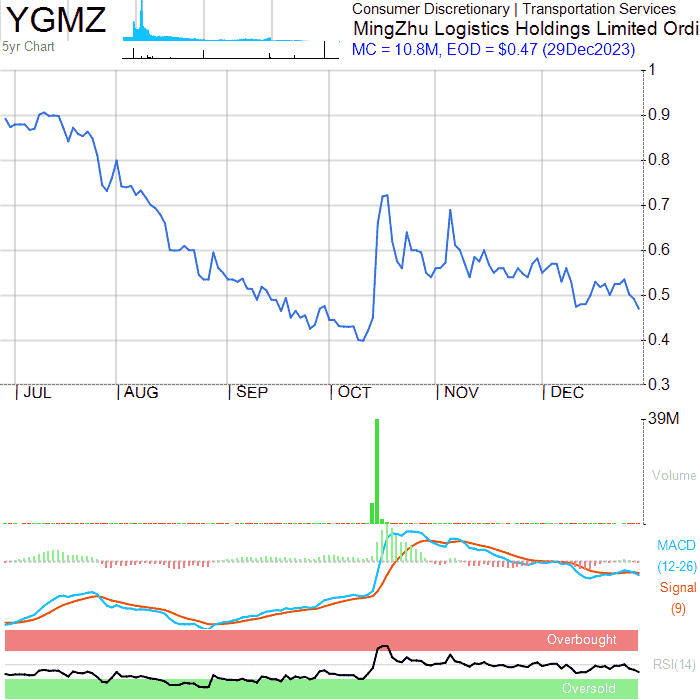 YGMZ
5yr Chart
Consumer Discretionary | Transportation Services
MingZhu Logistics Holdings Limited Ordi
MC = 10.8M, EOD = $0.47 (29Dec2023)
1
0.9
0.8
0.7
0.6
0.5
0.4
0.3
JUL AUG SEP OCT NOV DEC
39M
Volume
MACD
(12-26)
Signal
(9)
Overbought
RSI(14)
Oversold